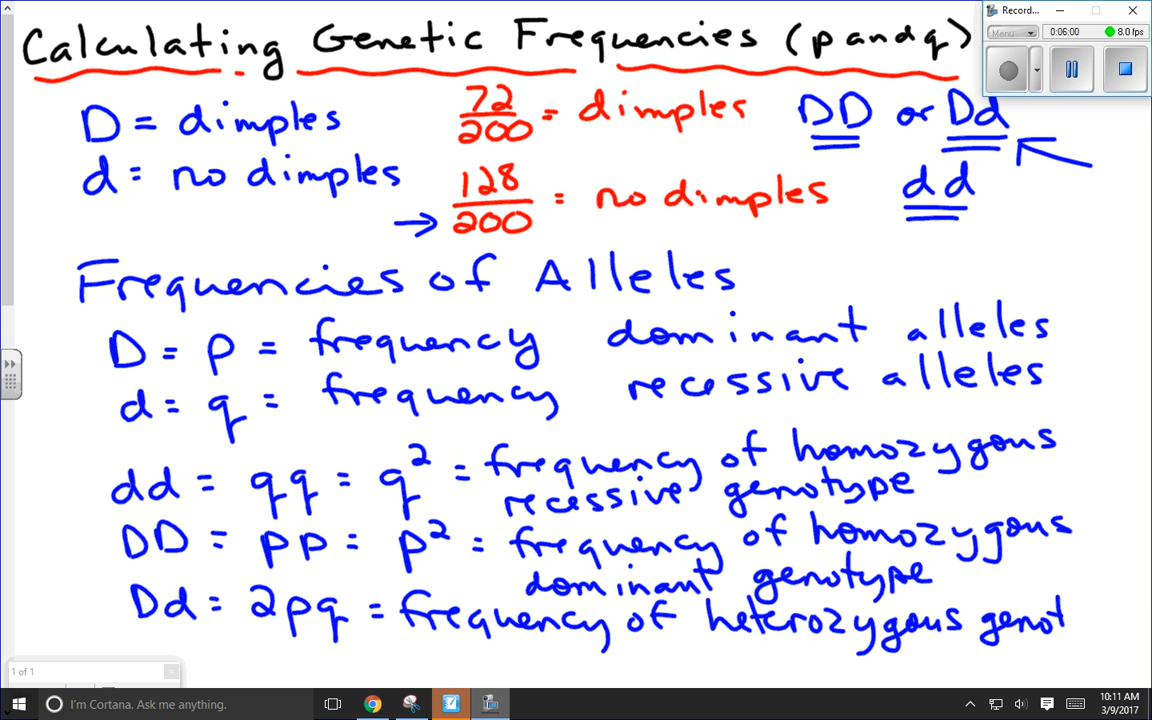 Calculating Genetic Frequencies (p and q)
Record...
Menu
0:06:00
8.0 fps
D = dimples
72/200 = dimples
DD or Dd
d = no dimples
→ 128/200 = no dimples
dd
Frequencies of Alleles
D = p = frequency dominant alleles
d = q = frequency recessive alleles
dd = qq = q² = frequency of homozygous
recessive genotype
DD = pp = p² = frequency of homozygous
dominant genotype
Dd = 2pq = frequency of heterozygous genot
1 of 1
I'm Cortana. Ask me anything.
10:11 AM
3/9/2017